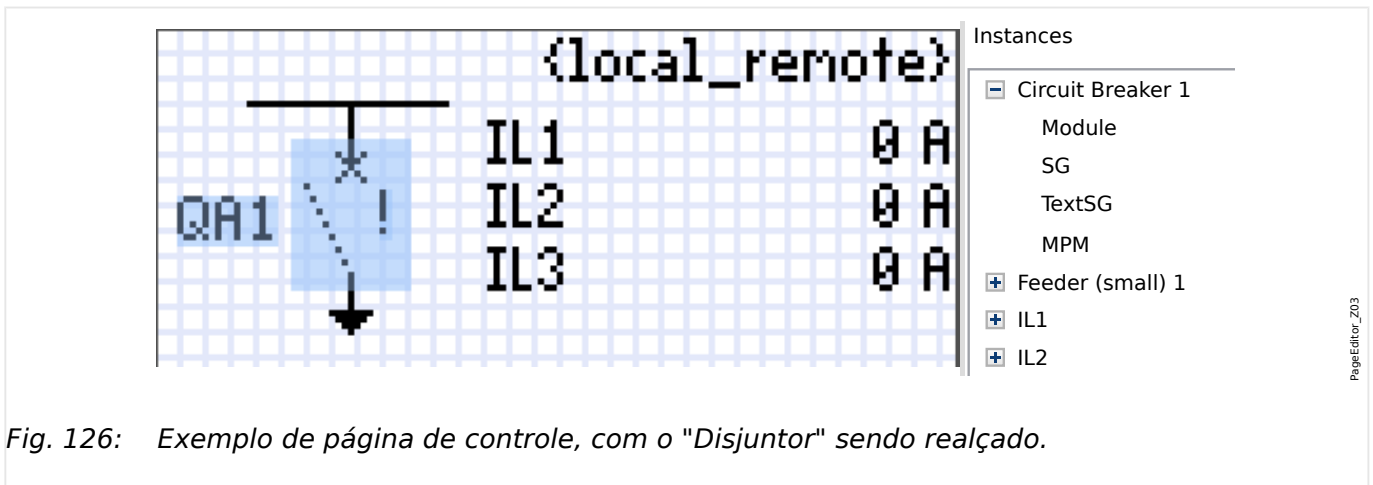 {local_remote}
IL1 0 A
QA1 !
IL2 0 A
IL3 0 A
Instances
Circuit Breaker 1
Module
SG
TextSG
MPM
Feeder (small) 1
IL1
IL2
PageEditor_Z03
Fig. 126: Exemplo de página de controle, com o "Disjuntor" sendo realçado.